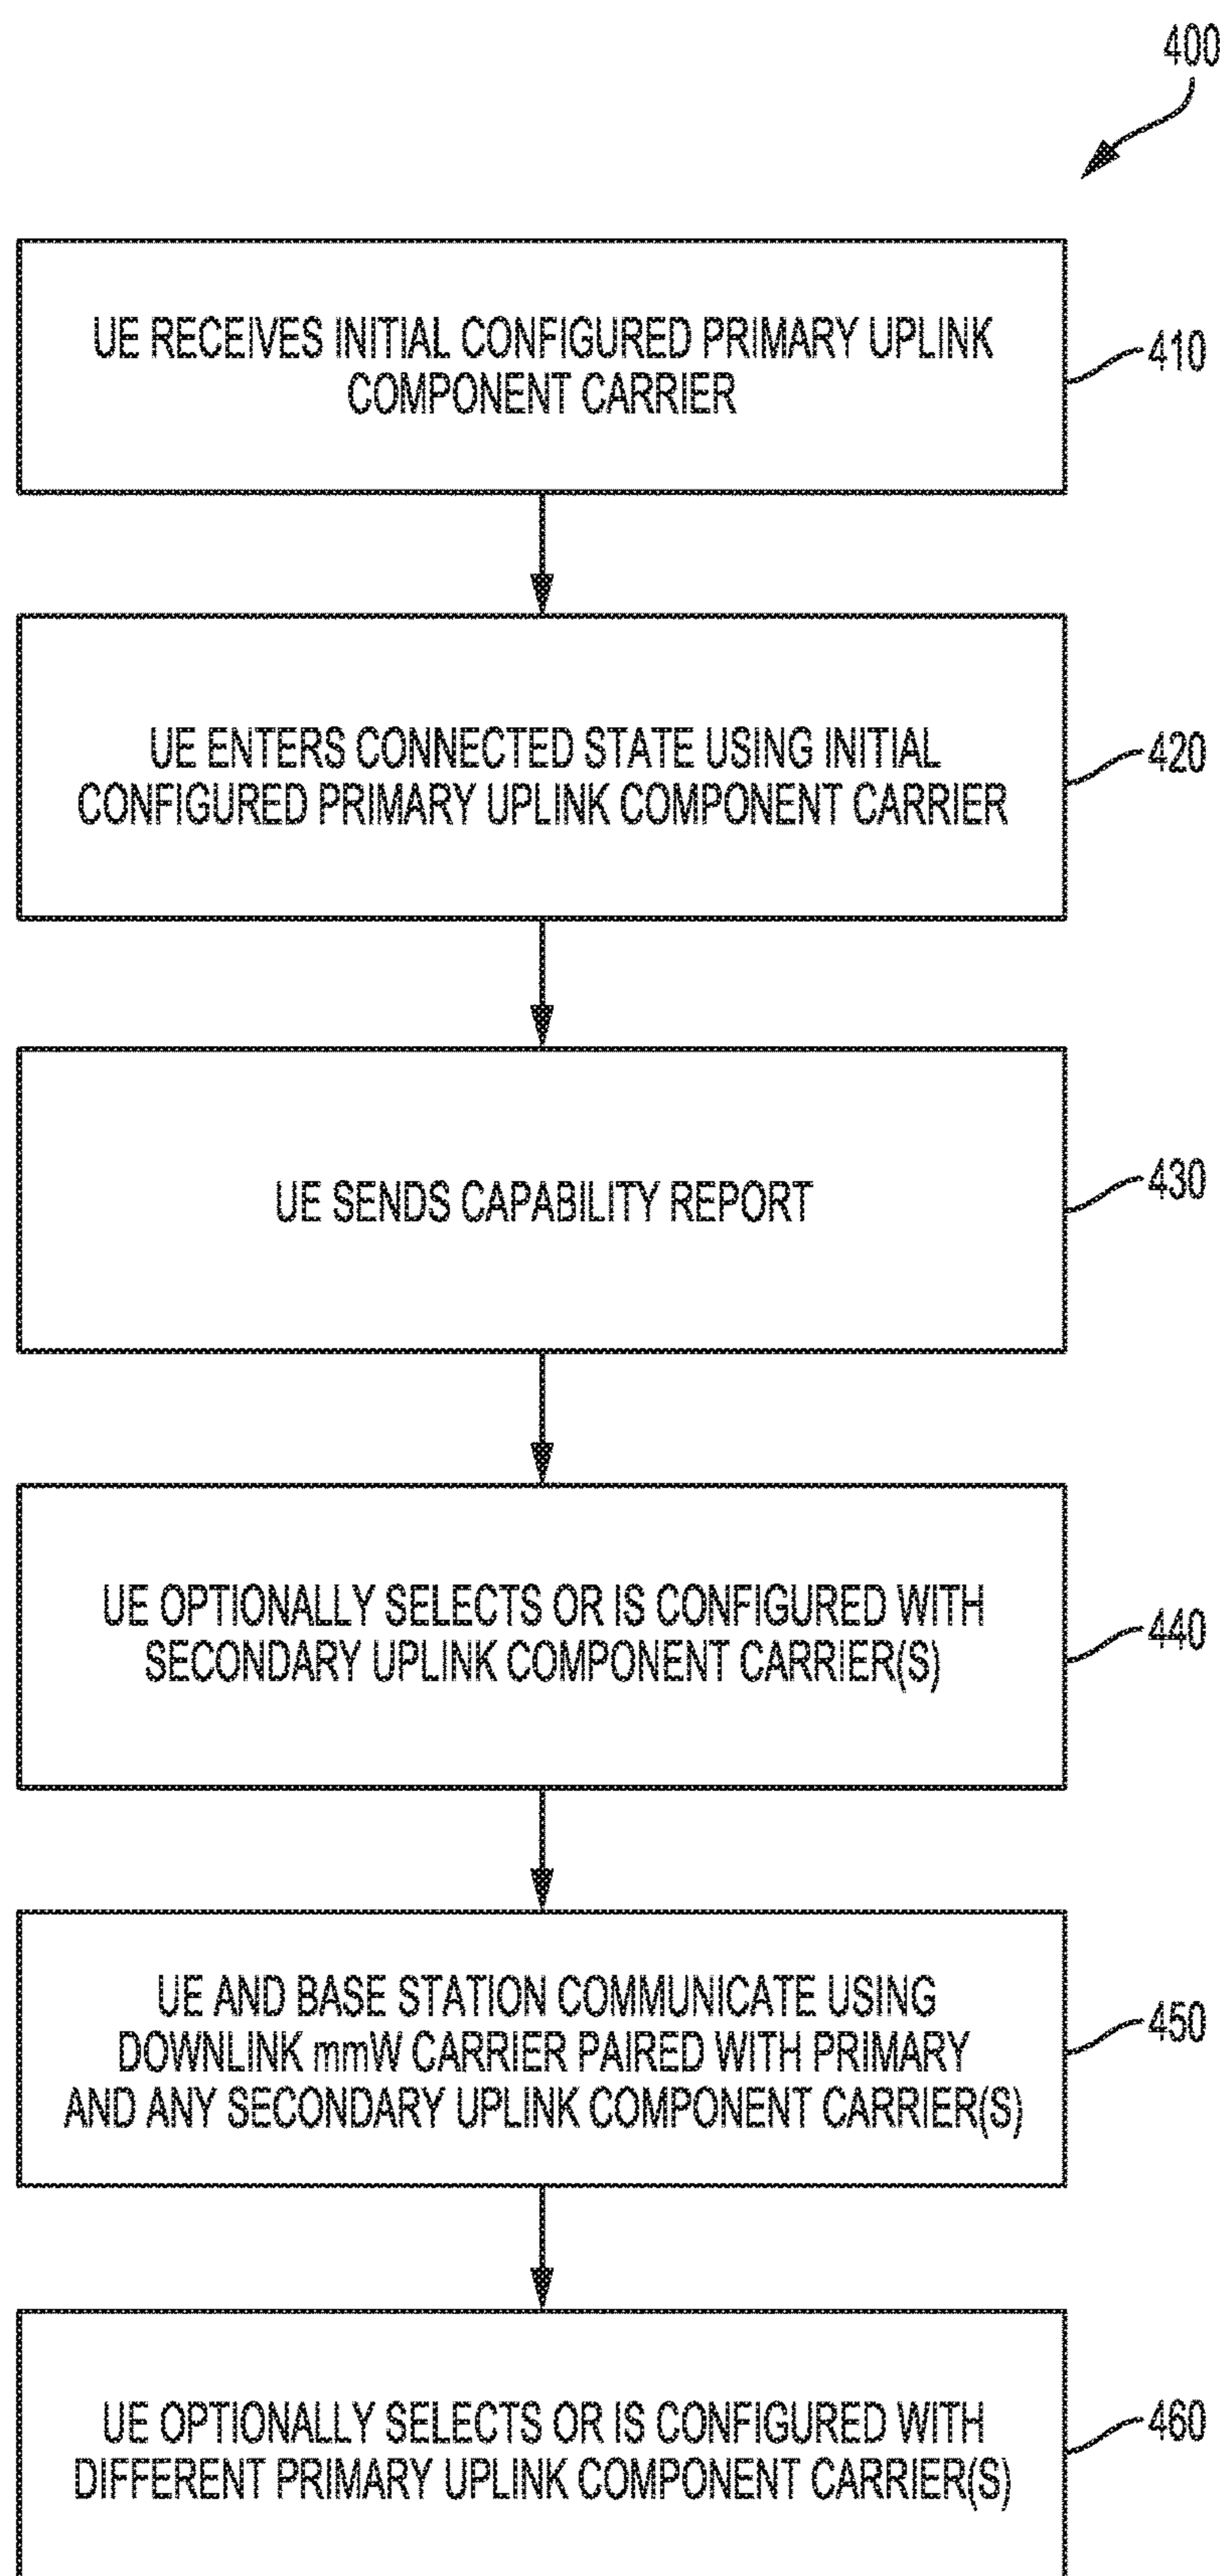 400
UE RECEIVES INITIAL CONFIGURED PRIMARY UPLINK
COMPONENT CARRIER
410
UE ENTERS CONNECTED STATE USING INITIAL
CONFIGURED PRIMARY UPLINK COMPONENT CARRIER
420
UE SENDS CAPABILITY REPORT
430
UE OPTIONALLY SELECTS OR IS CONFIGURED WITH
SECONDARY UPLINK COMPONENT CARRIER(S)
440
UE AND BASE STATION COMMUNICATE USING
DOWNLINK mmW CARRIER PAIRED WITH PRIMARY
AND ANY SECONDARY UPLINK COMPONENT CARRIER(S)
450
UE OPTIONALLY SELECTS OR IS CONFIGURED WITH
DIFFERENT PRIMARY UPLINK COMPONENT CARRIER(S)
460